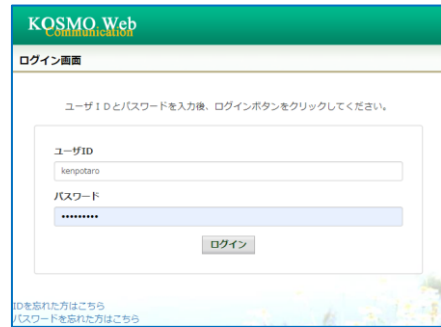 KOSMO Web
Communication
ログイン画面
ユーザIDとパスワードを入力後、ログインボタンをクリックしてください。
ユーザID
kenpotaro
パスワード
•••••••••
ログイン
IDを忘れた方はこちら
パスワードを忘れた方はこちら